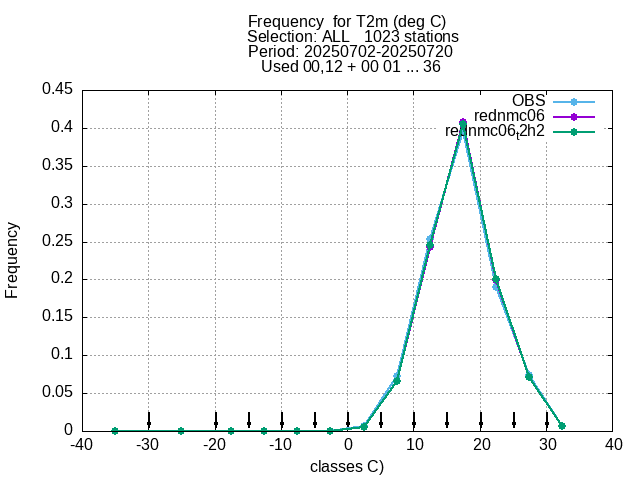 Frequency  for T2m (deg C)
Selection: ALL   1023 stations
Period: 20250702-20250720
Used 00,12 + 00 01 ... 36
OBS
rednmc06
rednmc06t2h2
0.45
0.4
0.35
0.3
0.25
0.2
0.15
0.1
0.05
0
Frequency
-40 -30 -20 -10 0 10 20 30 40
classes C)